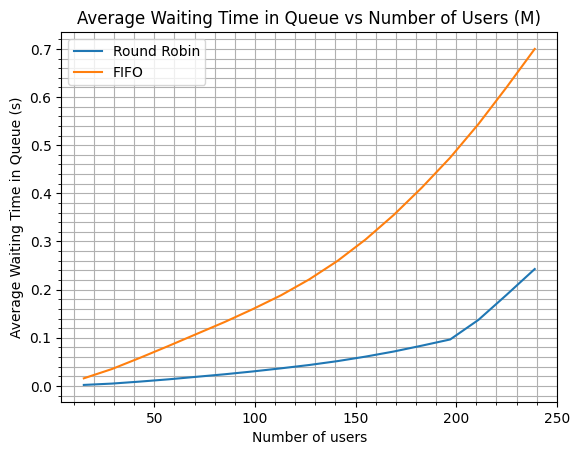 Average Waiting Time in Queue vs Number of Users (M)
Round Robin
FIFO
Average Waiting Time in Queue (s)
0.7
0.6
0.5
0.4
0.3
0.2
0.1
0.0
50
100
150
200
250
Number of users